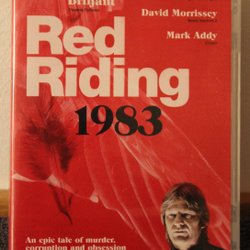 Brilliant
David Morrissey
Mark Addy
Red
Riding
1983
An epic tale of murder,
corruption and obsession